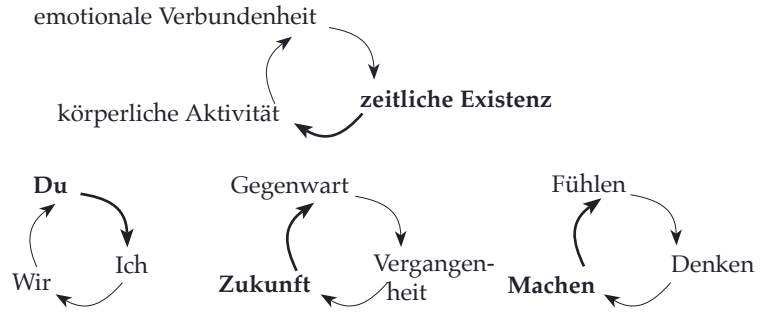 emotionale Verbundenheit
zeitliche Existenz
körperliche Aktivität
Du
Ich
Wir
Gegenwart
Vergangen-
heit
Zukunft
Fühlen
Denken
Machen